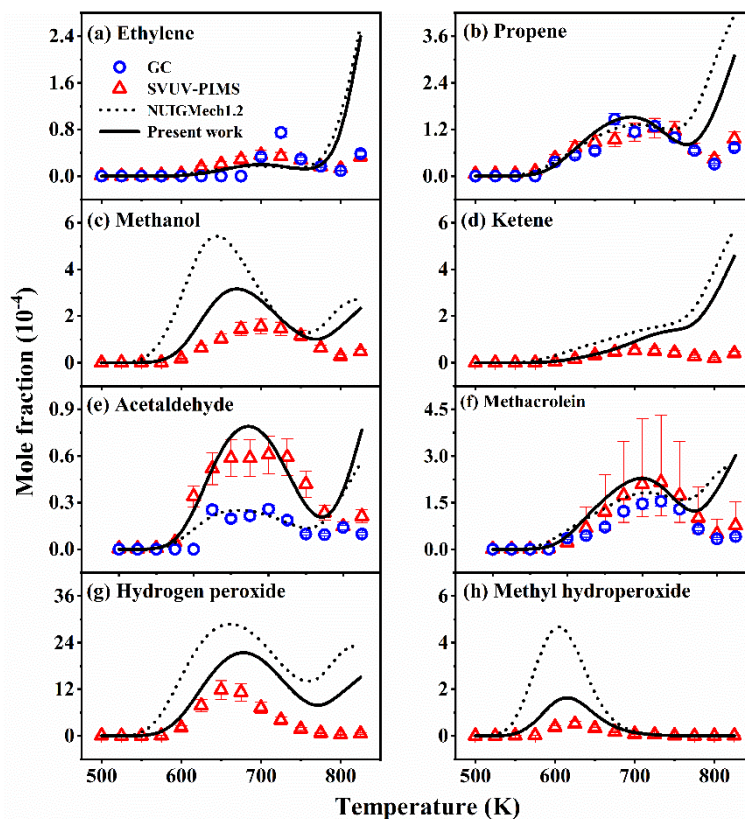 (a) Ethylene
GC
SVUV-PIMS
NUIGMech1.2
Present work
2.4
1.6
0.8
0.0
(b) Propene
3.6
2.4
1.2
0.0
(c) Methanol
6
4
2
0
(d) Ketene
6
4
2
0
(e) Acetaldehyde
0.9
0.6
0.3
0.0
(f) Methacrolein
4.5
3.0
1.5
0.0
(g) Hydrogen peroxide
36
24
12
0
(h) Methyl hydroperoxide
6
4
2
0
500 600 700 800
500 600 700 800
Mole fraction (10⁻⁴)
Temperature (K)